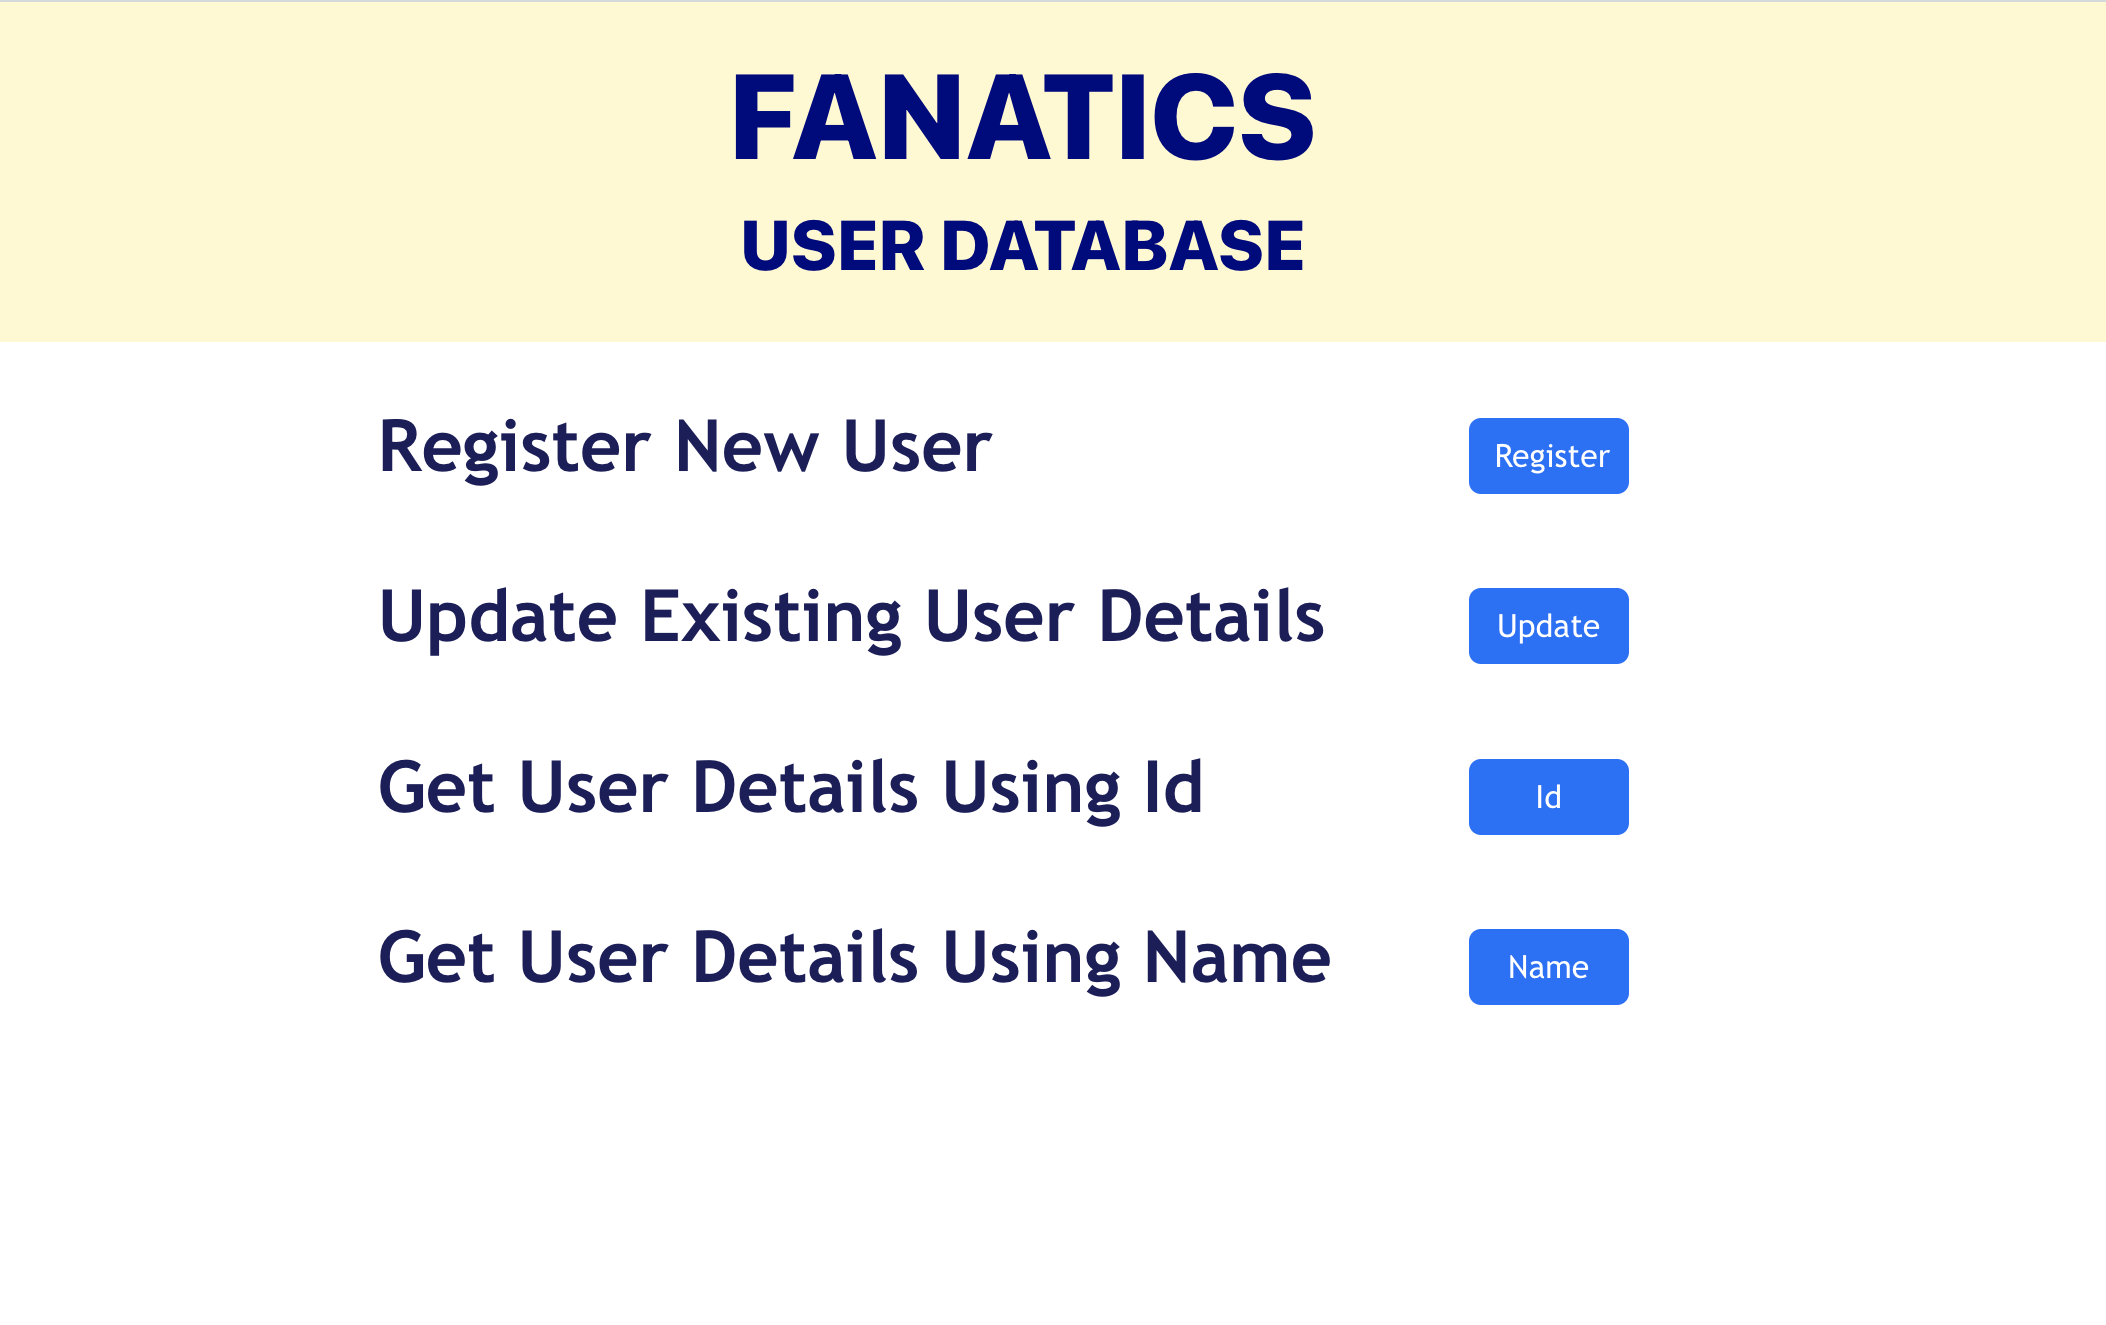 FANATICS
USER DATABASE
Register New User
Register
Update Existing User Details
Update
Get User Details Using Id
Id
Get User Details Using Name
Name